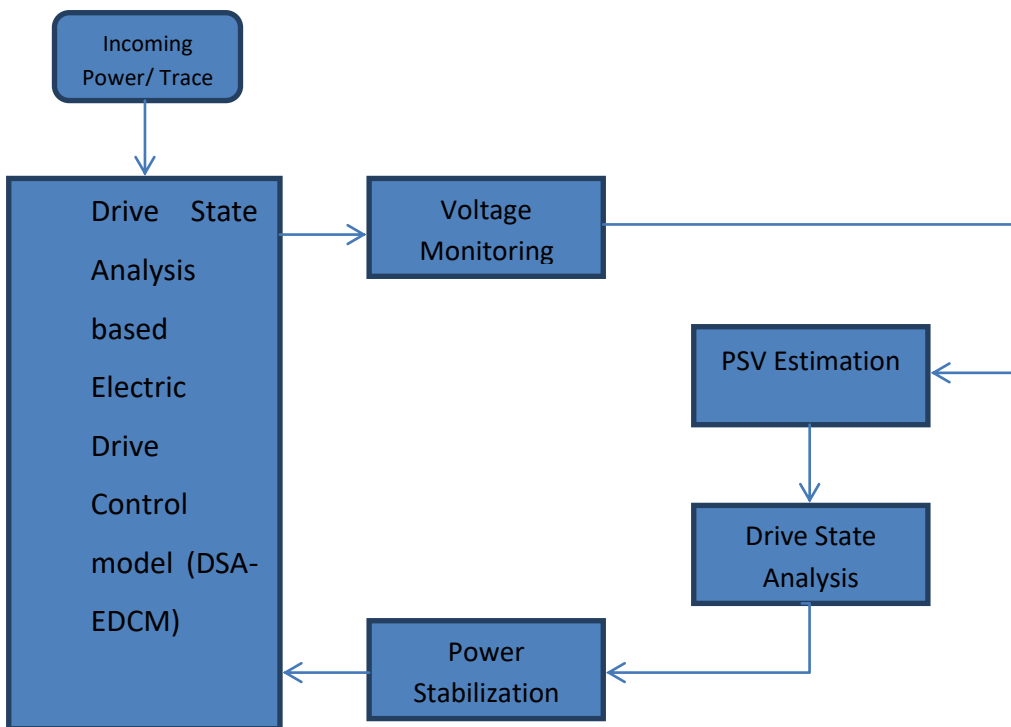 Incoming
Power/ Trace
Drive State
Analysis
based
Electric
Drive
Control
model (DSA-
EDCM)
Voltage
Monitoring
PSV Estimation
Drive State
Analysis
Power
Stabilization